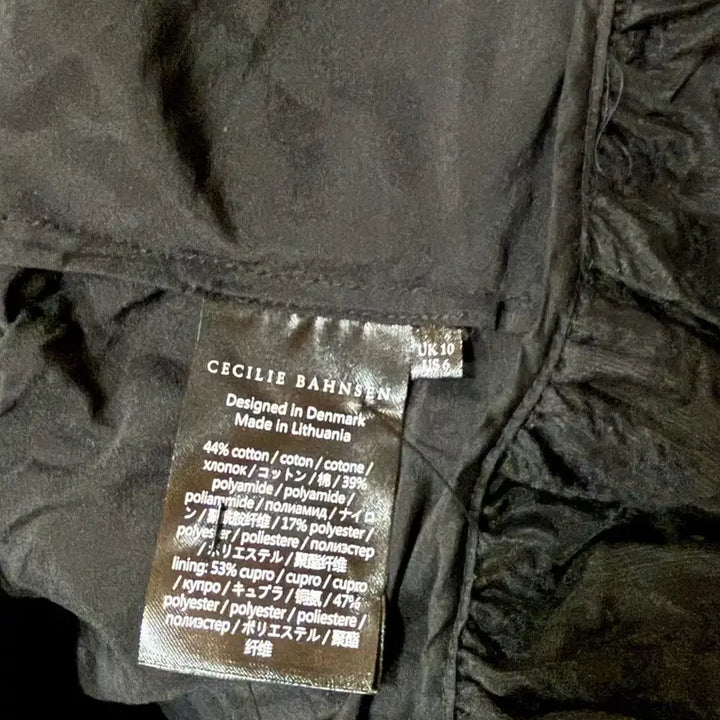 UK 10
US 6
CECILIE BAHNSEN
Designed in Denmark
Made in Lithuania
44% cotton / coton / cotone /
хлопок / コットン / 棉 / 39%
polyamide / polyamide /
poliammide / полиамид / ナイロ
ン / 聚酰胺纤维 / 17% polyester /
polyester / poliestere / полиэстер
/ ポリエステル / 聚酯纤维
lining: 53% cupro / cupro / cupro
/ купро / キュプラ / 铜氨 / 47%
polyester / polyester / poliestere /
полиэстер / ポリエステル / 聚酯
纤维